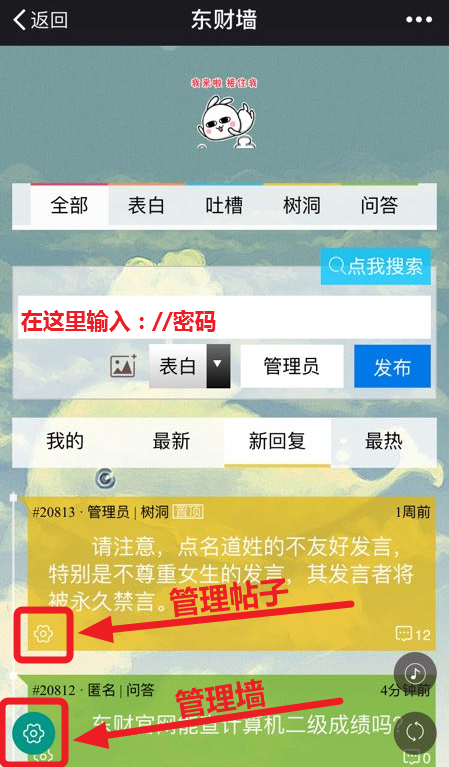 返回
东财墙
我来啦 接住我
全部 表白 吐槽 树洞 问答
点我搜索
在这里输入：//密码
表白 管理员 发布
我的 最新 新回复 最热
#20813 · 管理员 | 树洞 置顶 1周前
请注意，点名道姓的不友好发言，
特别是不尊重女生的发言，其发言者将
被永久禁言。
管理帖子
12
#20812 · 匿名 | 问答 4分钟前
管理墙
东财官网能查计算机二级成绩吗?
0